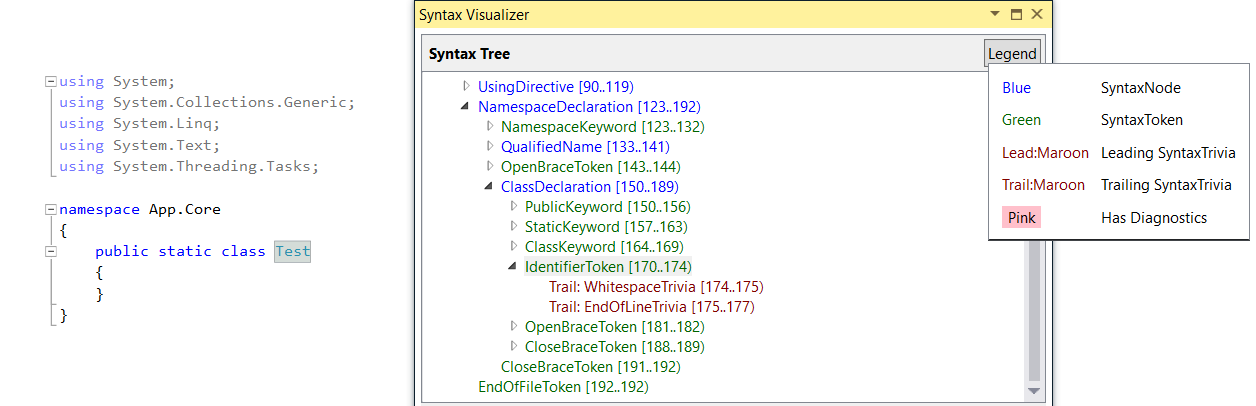 using System;
using System.Collections.Generic;
using System.Linq;
using System.Text;
using System.Threading.Tasks;
namespace App.Core
{
public static class Test
{
}
}
Syntax Visualizer
Syntax Tree
Legend
UsingDirective [90..119)
NamespaceDeclaration [123..192)
NamespaceKeyword [123..132)
QualifiedName [133..141)
OpenBraceToken [143..144)
ClassDeclaration [150..189)
PublicKeyword [150..156)
StaticKeyword [157..163)
ClassKeyword [164..169)
IdentifierToken [170..174)
Trail: WhitespaceTrivia [174..175)
Trail: EndOfLineTrivia [175..177)
OpenBraceToken [181..182)
CloseBraceToken [188..189)
CloseBraceToken [191..192)
EndOfFileToken [192..192)
Blue SyntaxNode
Green SyntaxToken
Lead:Maroon Leading SyntaxTrivia
Trail:Maroon Trailing SyntaxTrivia
Pink Has Diagnostics